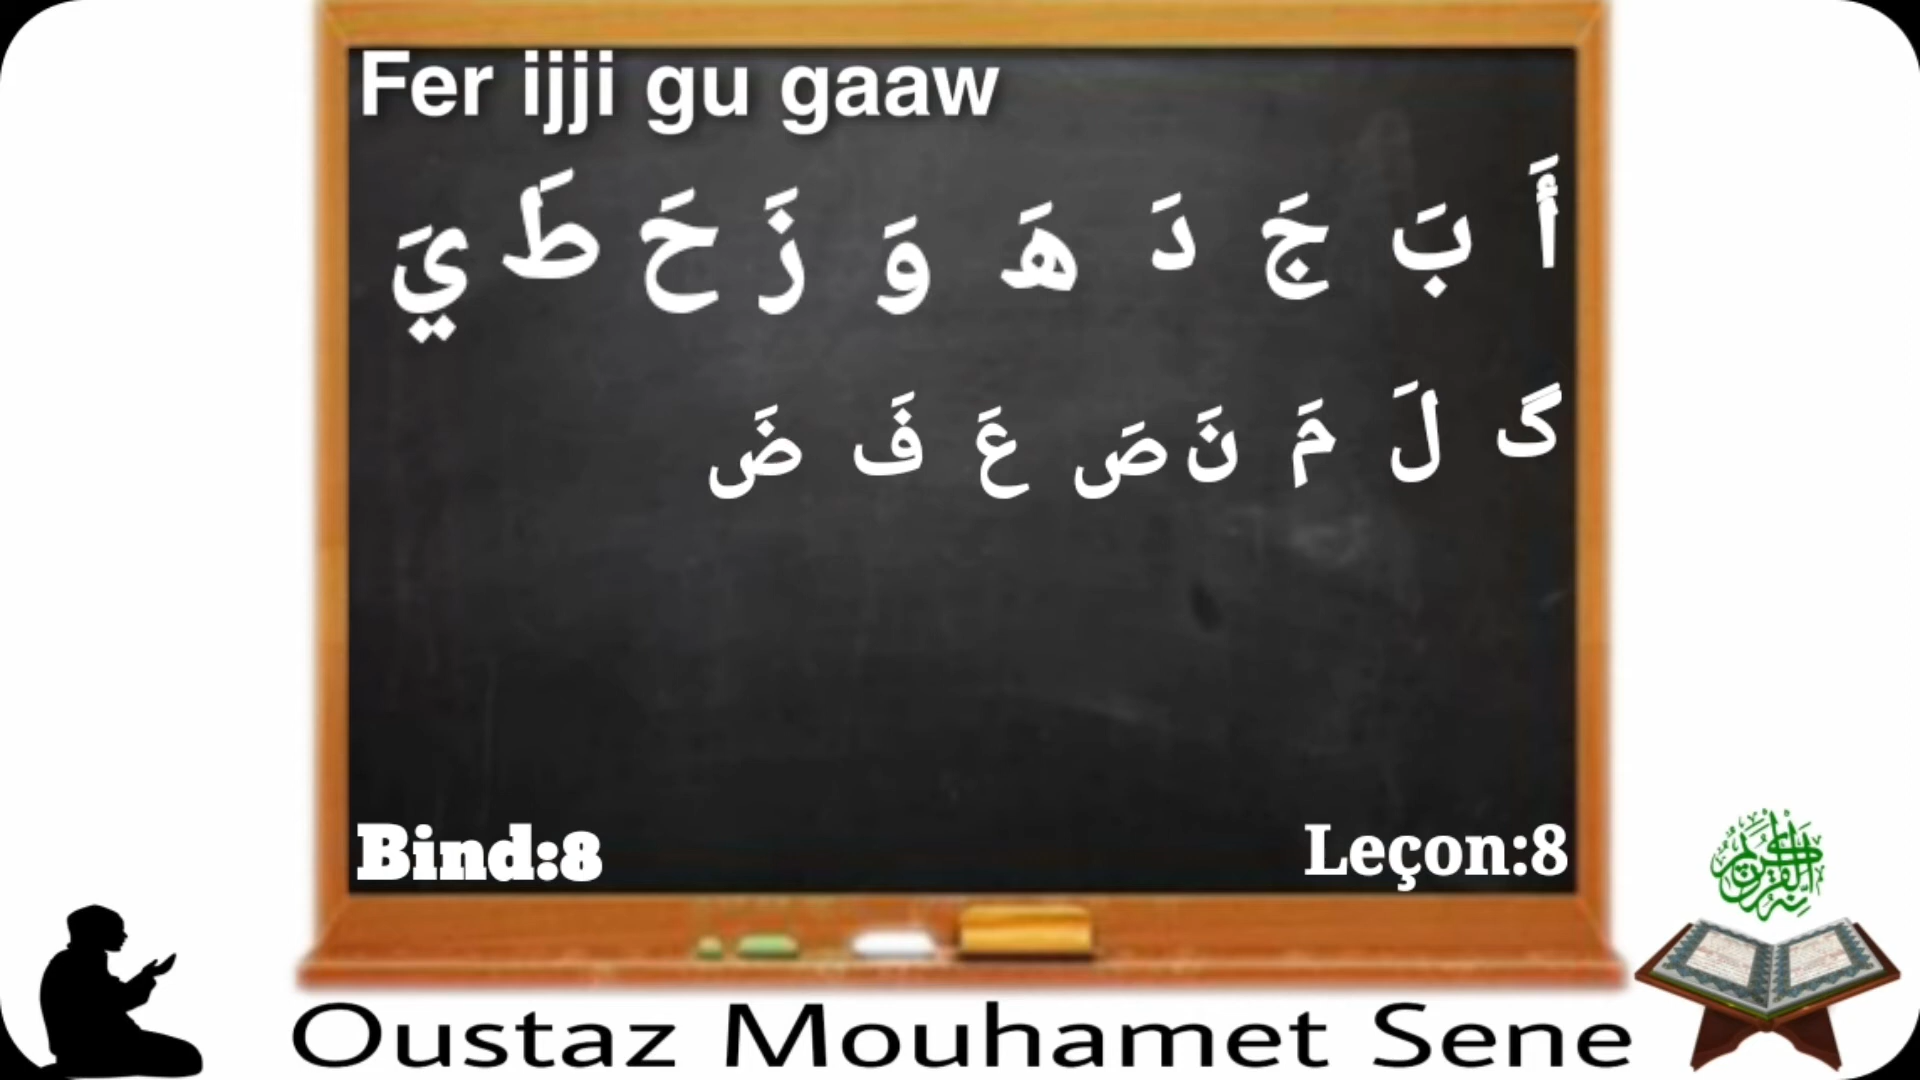 Fer ijji gu gaaw
أَ بَ جَ دَ هَ وَ زَ حَ طَ يَ
كَ لَ مَ نَ صَ عَ فَ ضَ
Bind:8
Leçon:8
Oustaz Mouhamet Sene